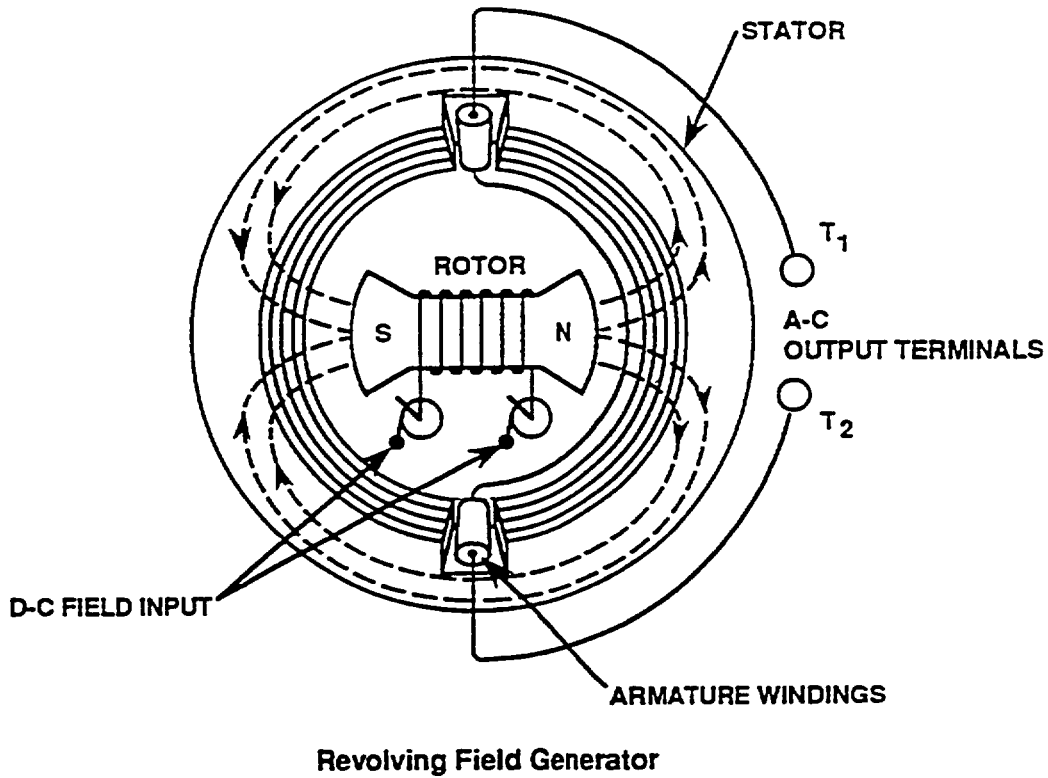 STATOR
T1
ROTOR
S
N
A-C
OUTPUT TERMINALS
T2
D-C FIELD INPUT
ARMATURE WINDINGS
Revolving Field Generator